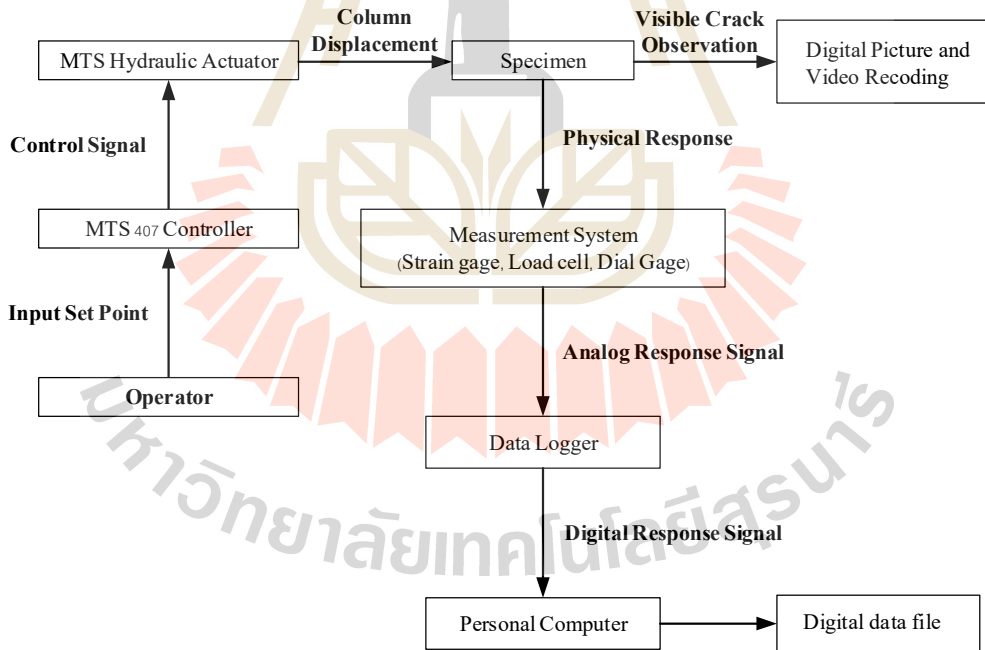 Column
Displacement
Visible Crack
Observation
MTS Hydraulic Actuator
Specimen
Digital Picture and
Video Recoding
Control Signal
Physical Response
MTS 407 Controller
Measurement System
(Strain gage, Load cell, Dial Gage)
Input Set Point
Analog Response Signal
Operator
Data Logger
Digital Response Signal
Personal Computer
Digital data file
มหาวิทยาลัยเทคโนโลยีสุรนารี